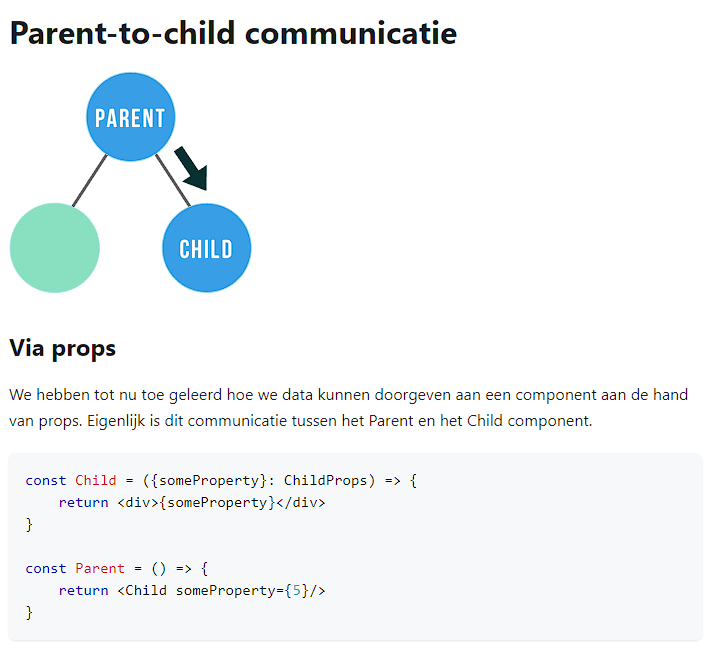 Parent-to-child communicatie
PARENT
CHILD
Via props
We hebben tot nu toe geleerd hoe we data kunnen doorgeven aan een component aan de hand
van props. Eigenlijk is dit communicatie tussen het Parent en het Child component.
const Child = ({someProperty}: ChildProps) => {
    return <div>{someProperty}</div>
}
const Parent = () => {
    return <Child someProperty={5}/>
}